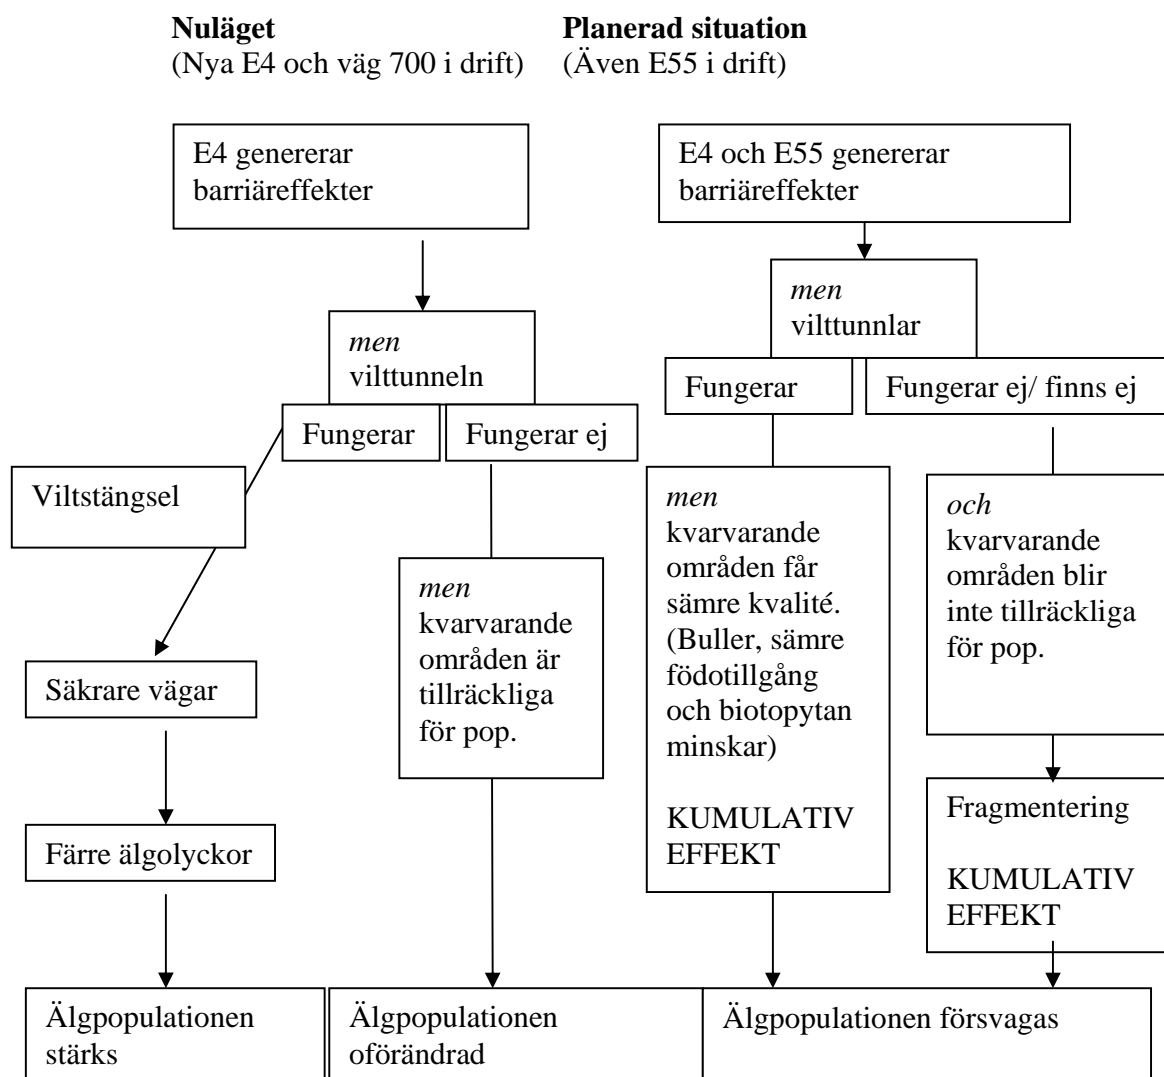 Nuläget
(Nya E4 och väg 700 i drift)
Planerad situation
(Även E55 i drift)
E4 genererar
barriäreffekter
men
vilttunneln
Fungerar
Fungerar ej
Viltstängsel
Säkrare vägar
Färre älgolyckor
Älgpopulationen
stärks
men
kvarvarande
områden är
tillräckliga
för pop.
Älgpopulationen
oförändrad
E4 och E55 genererar
barriäreffekter
men
vilttunnlar
Fungerar
Fungerar ej/ finns ej
men
kvarvarande
områden får
sämre kvalité.
(Buller, sämre
födotillgång
och biotopytan
minskar)
KUMULATIV
EFFEKT
och
kvarvarande
områden blir
inte tillräckliga
för pop.
Fragmentering
KUMULATIV
EFFEKT
Älgpopulationen försvagas